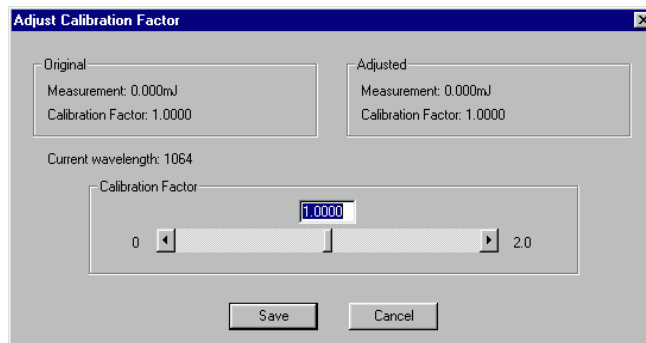 Adjust Calibration Factor
Original
Measurement: 0.000mJ
Calibration Factor: 1.0000
Adjusted
Measurement: 0.000mJ
Calibration Factor: 1.0000
Current wavelength: 1064
Calibration Factor
1.0000
0 2.0
Save Cancel